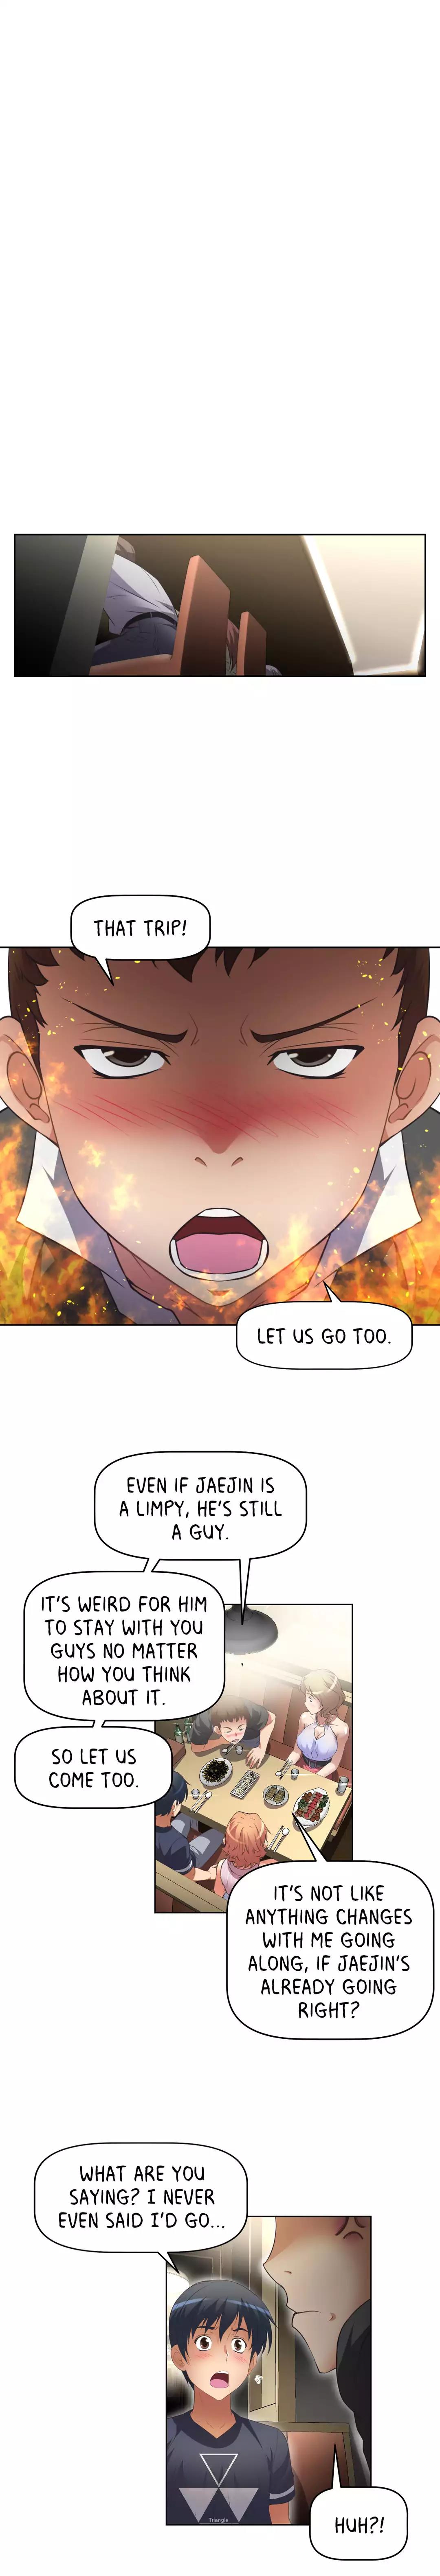 THAT TRIP!
LET US GO TOO.
EVEN IF JAEJIN IS
A LIMPY, HE'S STILL
A GUY.
IT'S WEIRD FOR HIM
TO STAY WITH YOU
GUYS NO MATTER
HOW YOU THINK
ABOUT IT.
SO LET US
COME TOO.
IT'S NOT LIKE
ANYTHING CHANGES
WITH ME GOING
ALONG, IF JAEJIN'S
ALREADY GOING
RIGHT?
WHAT ARE YOU
SAYING? I NEVER
EVEN SAID I'D GO...
Triangle
HUH?!